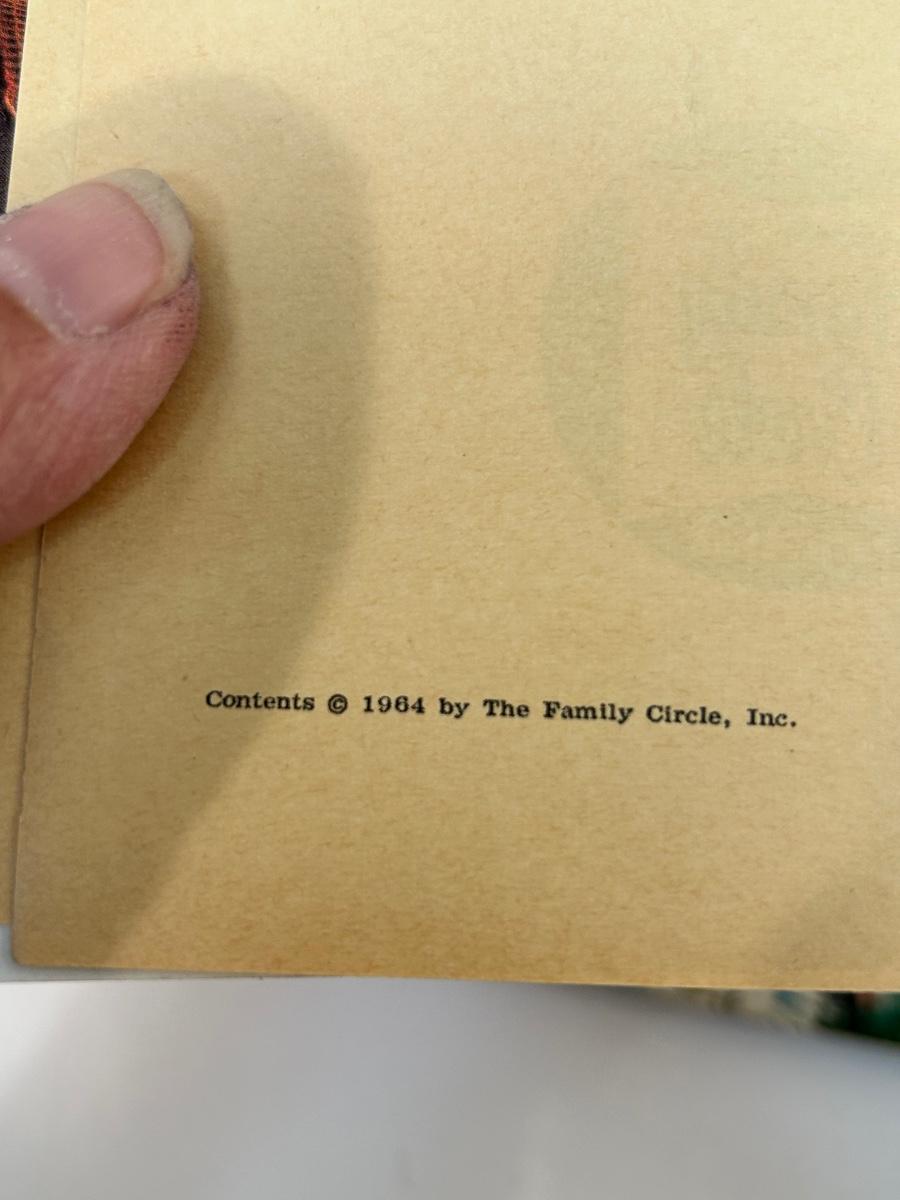 Contents © 1964 by The Family Circle, Inc.